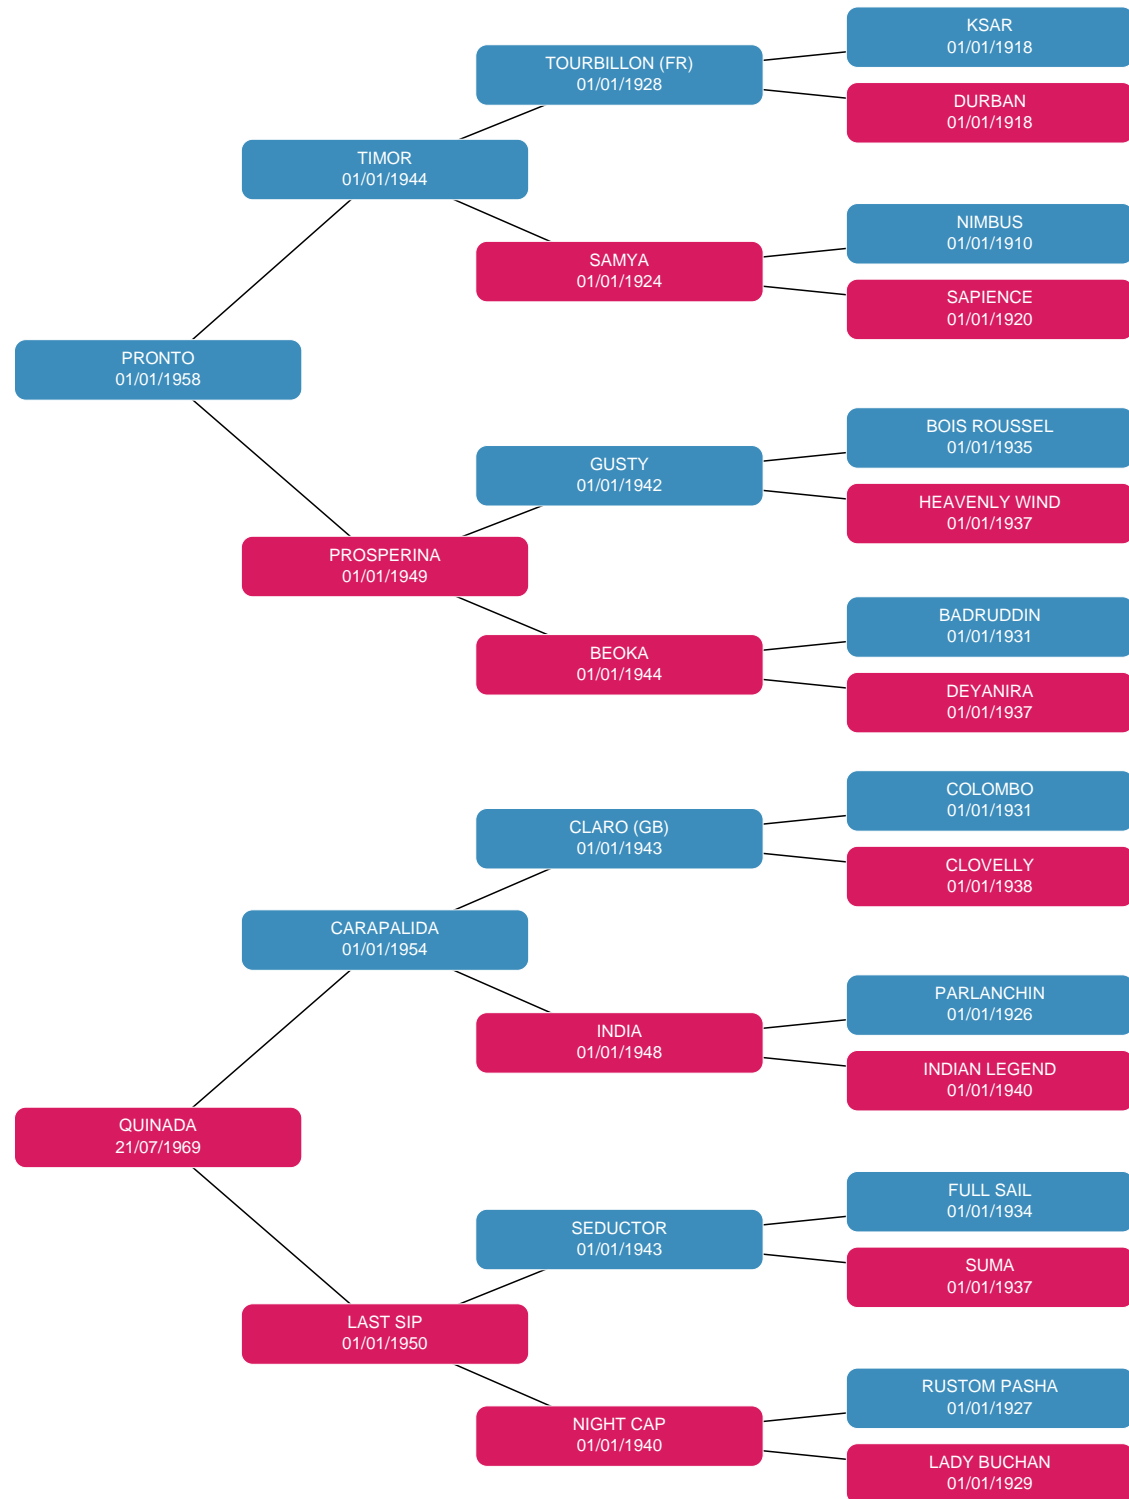 KSAR
01/01/1918
TOURBILLON (FR)
01/01/1928
DURBAN
01/01/1918
TIMOR
01/01/1944
NIMBUS
01/01/1910
SAMYA
01/01/1924
SAPIENCE
01/01/1920
PRONTO
01/01/1958
BOIS ROUSSEL
01/01/1935
GUSTY
01/01/1942
HEAVENLY WIND
01/01/1937
PROSPERINA
01/01/1949
BADRUDDIN
01/01/1931
BEOKA
01/01/1944
DEYANIRA
01/01/1937
COLOMBO
01/01/1931
CLARO (GB)
01/01/1943
CLOVELLY
01/01/1938
CARAPALIDA
01/01/1954
PARLANCHIN
01/01/1926
INDIA
01/01/1948
INDIAN LEGEND
01/01/1940
QUINADA
21/07/1969
FULL SAIL
01/01/1934
SEDUCTOR
01/01/1943
SUMA
01/01/1937
LAST SIP
01/01/1950
RUSTOM PASHA
01/01/1927
NIGHT CAP
01/01/1940
LADY BUCHAN
01/01/1929